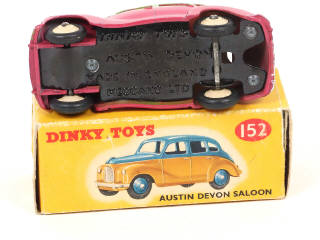 DINKY TOYS
AUSTIN DEVON
MADE IN ENGLAND
MECCANO LTD
DINKY TOYS 152
AUSTIN DEVON SALOON